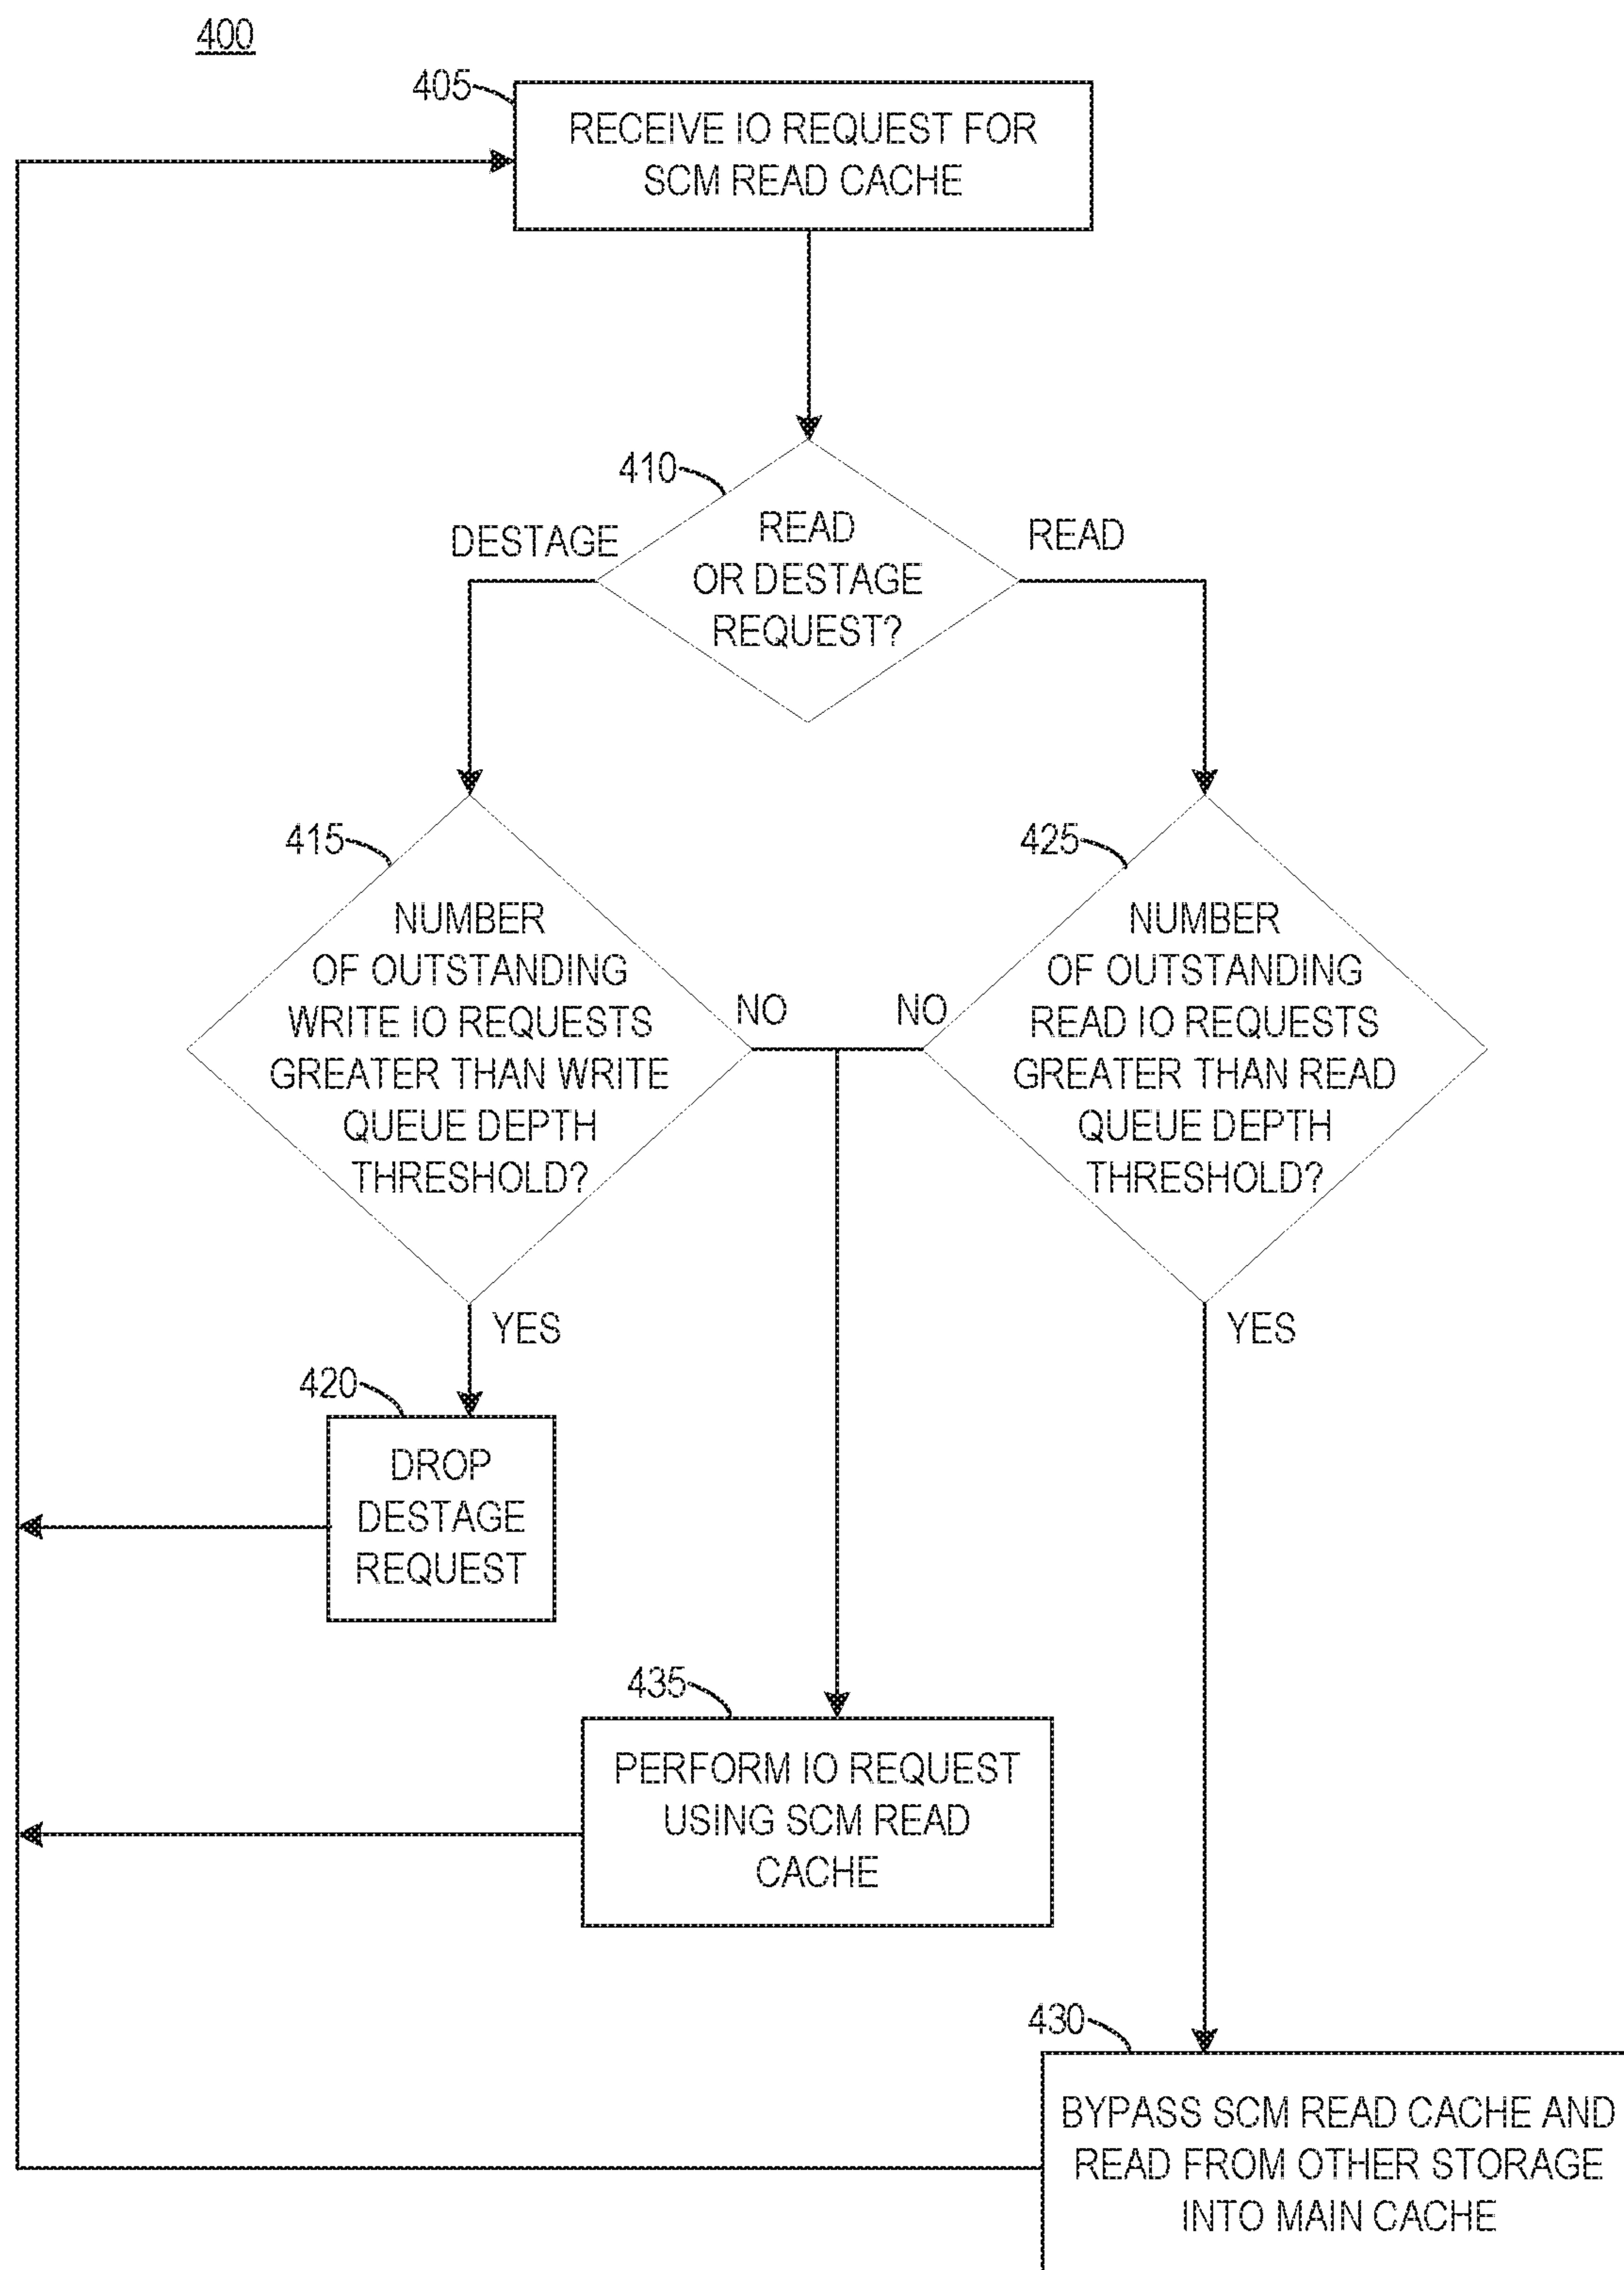 400
405
RECEIVE IO REQUEST FOR
SCM READ CACHE
410
READ
OR DESTAGE
REQUEST?
DESTAGE
READ
415
NUMBER
OF OUTSTANDING
WRITE IO REQUESTS
GREATER THAN WRITE
QUEUE DEPTH
THRESHOLD?
NO
NO
425
NUMBER
OF OUTSTANDING
READ IO REQUESTS
GREATER THAN READ
QUEUE DEPTH
THRESHOLD?
YES
YES
420
DROP
DESTAGE
REQUEST
435
PERFORM IO REQUEST
USING SCM READ
CACHE
430
BYPASS SCM READ CACHE AND
READ FROM OTHER STORAGE
INTO MAIN CACHE